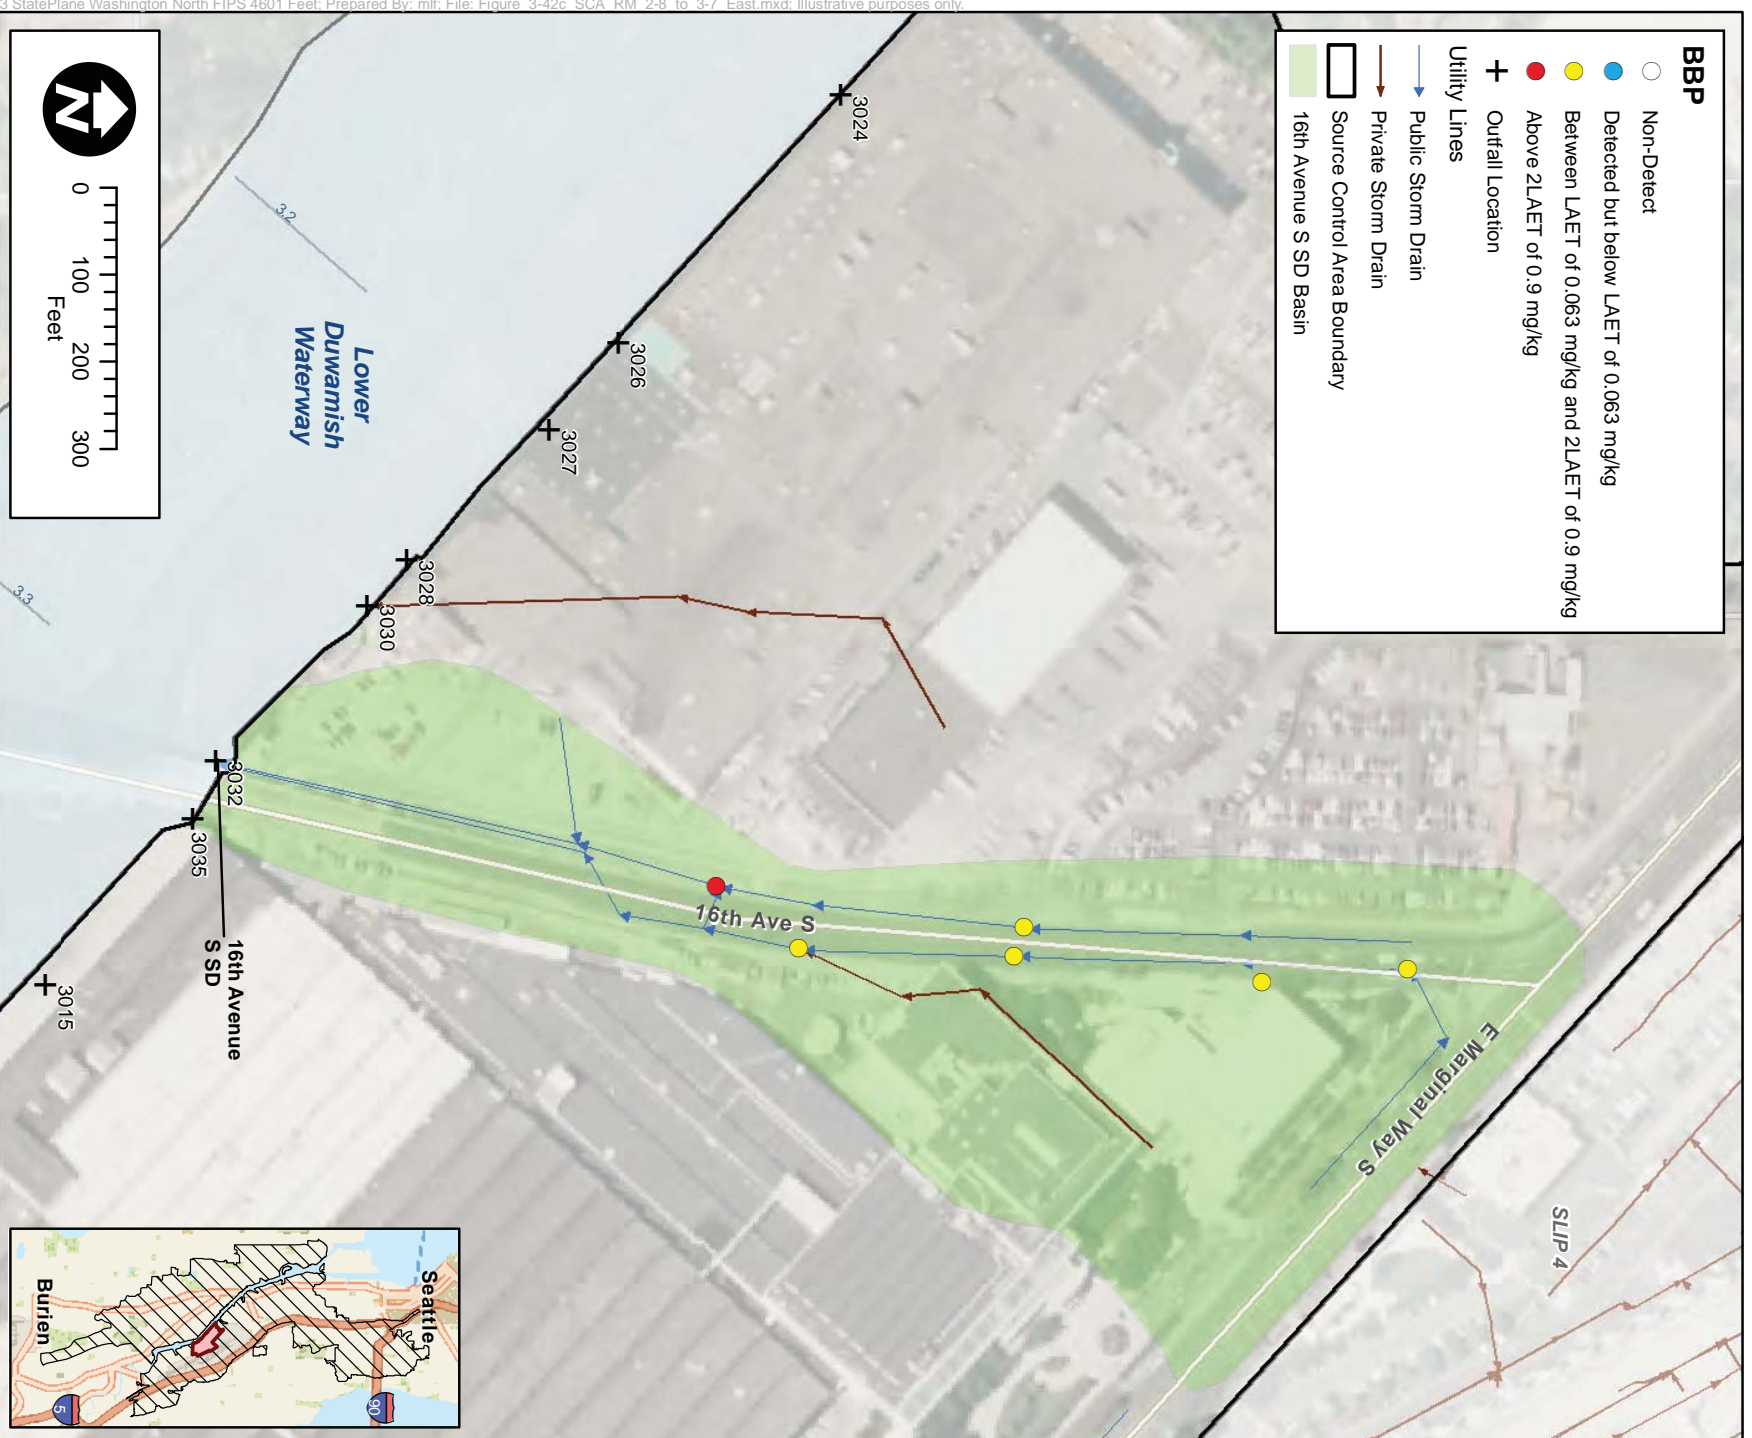 3 StatePlane Washington North FIPS 4601 Feet; Prepared By: mlf; File: Figure_3-42c_SCA_RM_2-8_to_3-7_East.mxd; Illustrative purposes only.
BBP
Non-Detect
Detected but below LAET of 0.063 mg/kg
Between LAET of 0.063 mg/kg and 2LAET of 0.9 mg/kg
Above 2LAET of 0.9 mg/kg
Outfall Location
Utility Lines
Public Storm Drain
Private Storm Drain
Source Control Area Boundary
16th Avenue S SD Basin
3024
3026
3027
3028
3030
3032
3035
3015
3.2
3.3
Lower
Duwamish
Waterway
16th Ave S
E Marginal Way S
SLIP 4
16th Avenue
S SD
N
0
100
200
300
Feet
Seattle
Burien
90
5